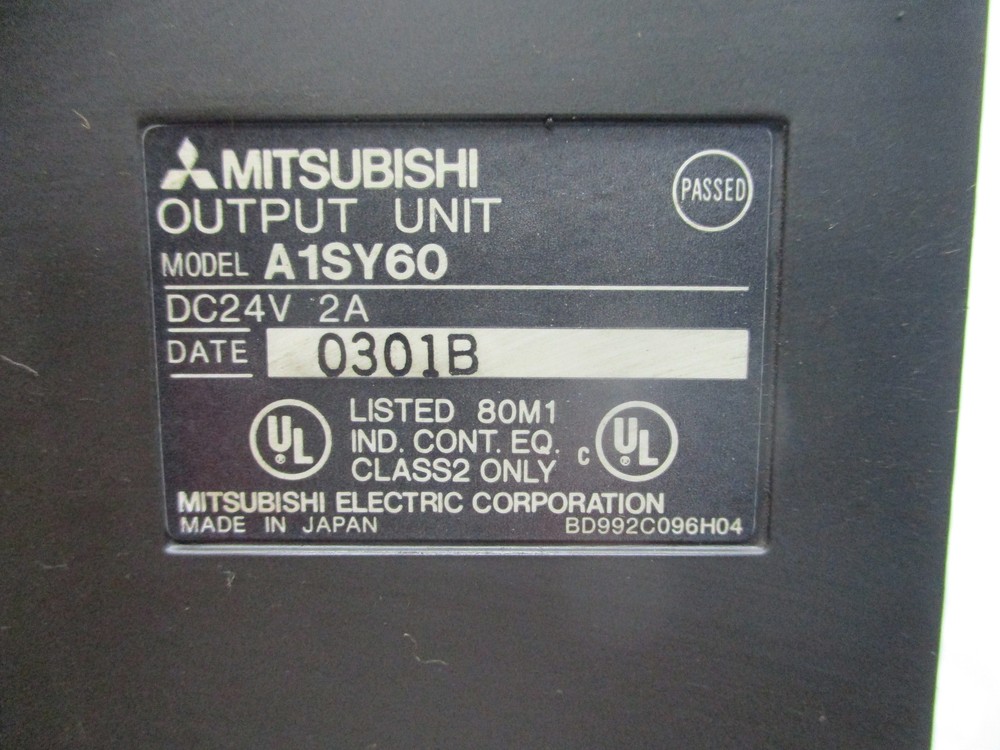 MITSUBISHI
PASSED
OUTPUT UNIT
MODEL A1SY60
DC24V 2A
DATE 0301B
UL LISTED 80M1
IND. CONT. EQ. C UL
CLASS2 ONLY
MITSUBISHI ELECTRIC CORPORATION
MADE IN JAPAN BD992C096H04